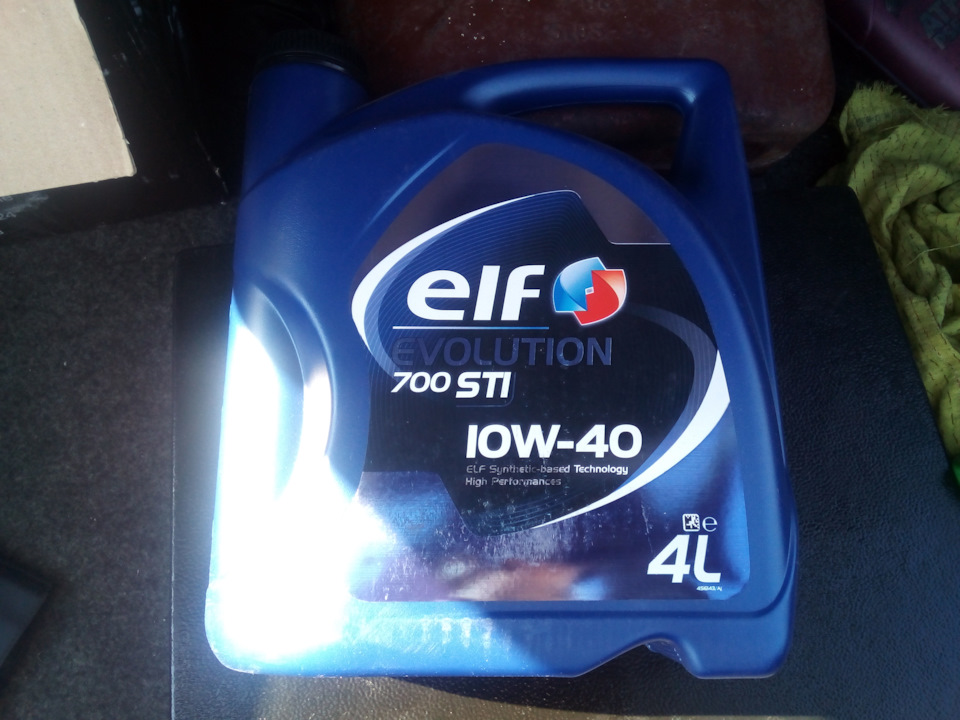 elf
EVOLUTION
700 STI
10W-40
ELF Synthetic-based Technology
High Performances
e
4L